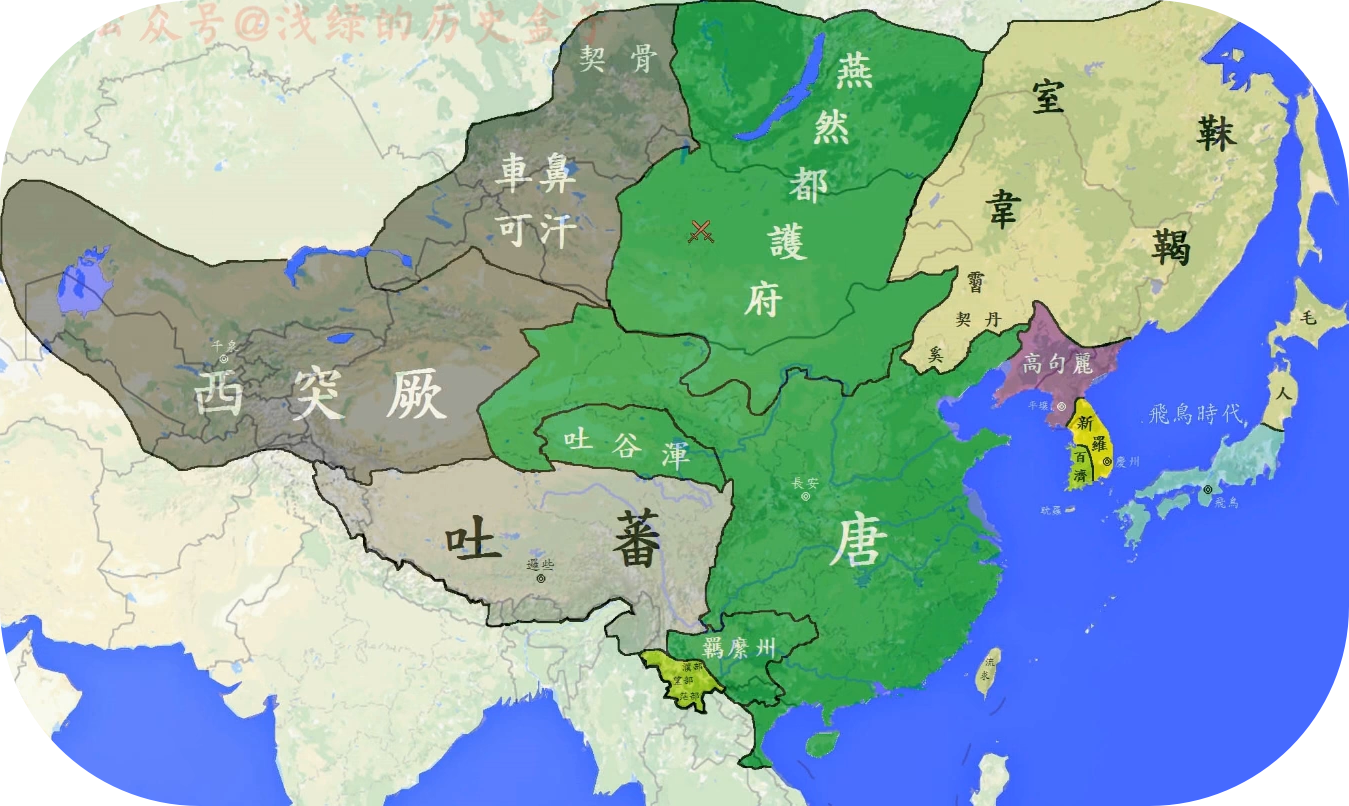 公众号@浅绿的历史盒子
契骨
燕然都護府
室韋
靺鞨
車鼻
可汗
霫
契丹
奚
毛人
千泉
西突厥
高句麗
平壤
飛鳥時代
新羅
百濟
慶州
飛鳥
耽羅
吐谷渾
長安
唐
吐蕃
邏些
羈縻州
流求